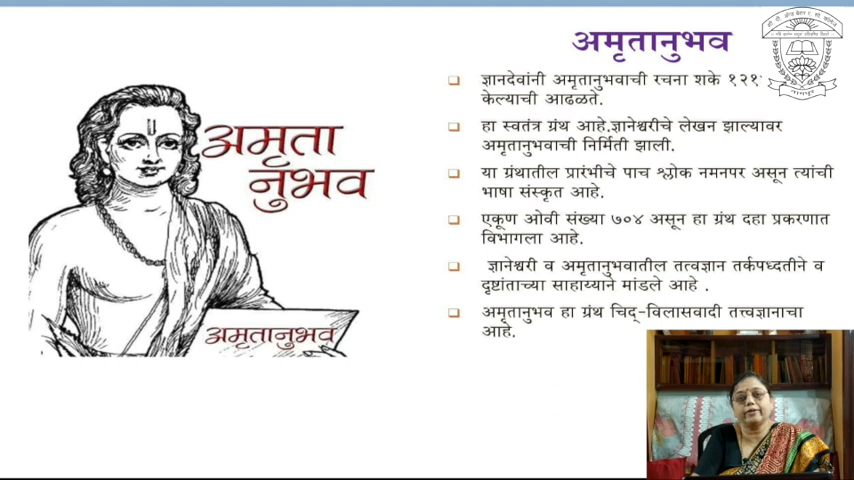 अमृतानुभव
ज्ञानदेवांनी अमृतानुभवाची रचना शके
केल्याची आढळते.
हा स्वतंत्र ग्रंथ आहे.ज्ञानेश्वरीचे लेखन झाल्यावर
अमृतानुभवाची निर्मिती झाली.
या ग्रंथातील प्रारंभीचे पाच श्लोक नमनपर असून त्यांची
भाषा संस्कृत आहे.
एकूण ओवी संख्या ७०४ असून हा ग्रंथ दहा प्रकरणात
विभागला आहे.
ज्ञानेश्वरी व अमृतानुभवातील तत्वज्ञान तर्कपध्दतीने व
दृष्टांताच्या साहाय्याने मांडले आहे .
अमृतानुभव हा ग्रंथ चिद्-विलासवादी तत्त्वज्ञानाचा
आहे.
अमृता
नुभव
अमृतानुभव
नागपूर